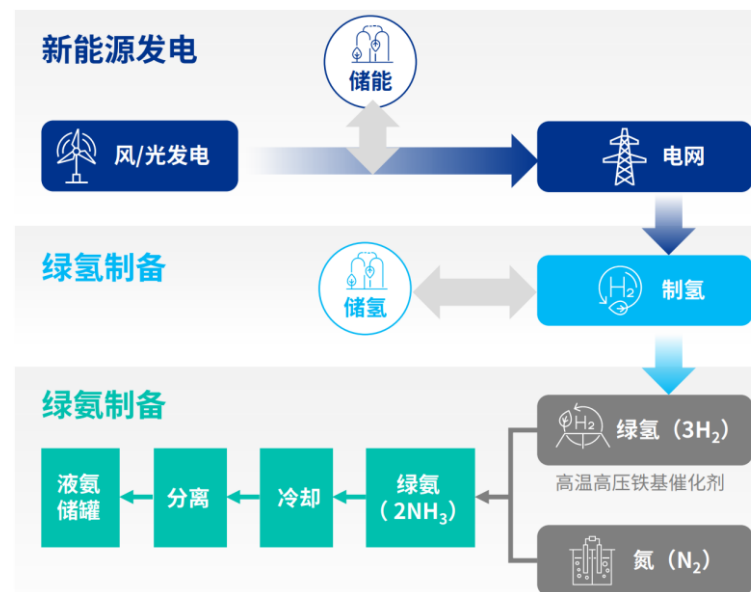 新能源发电
储能
风/光发电
电网
绿氢制备
储氢
H₂
制氢
绿氨制备
H₂
绿氢（3H₂）
高温高压铁基催化剂
液氨
储罐
分离
冷却
绿氨
（2NH₃）
氮（N₂）